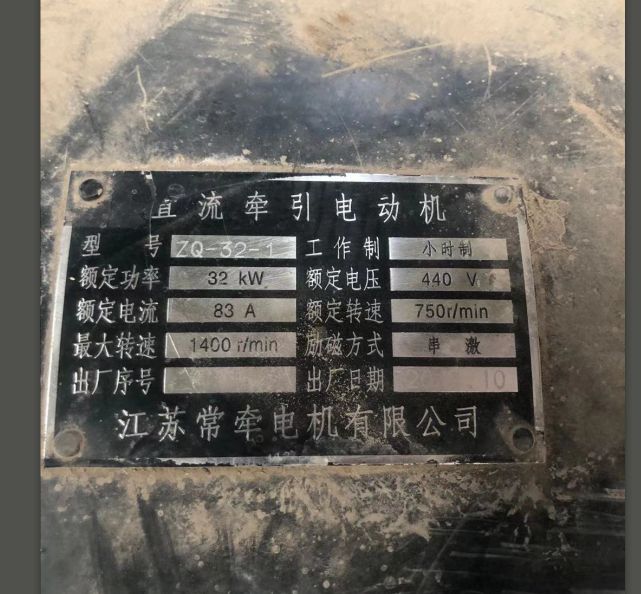 直流牵引电动机
型 号 ZQ-32-1 工作制 小时制
额定功率 32 kW 额定电压 440 V
额定电流 83 A 额定转速 750r/min
最大转速 1400 r/min 励磁方式 串 激
出厂序号 出厂日期 10
江苏常牵电机有限公司